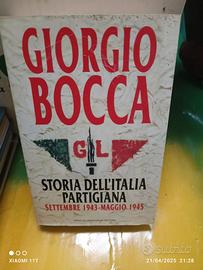 GIORGIO
BOCCA
GL
STORIA DELL'ITALIA
PARTIGIANA
SETTEMBRE 1943-MAGGIO 1945
subito
XIAOMI 11T
21/04/2025 21:28